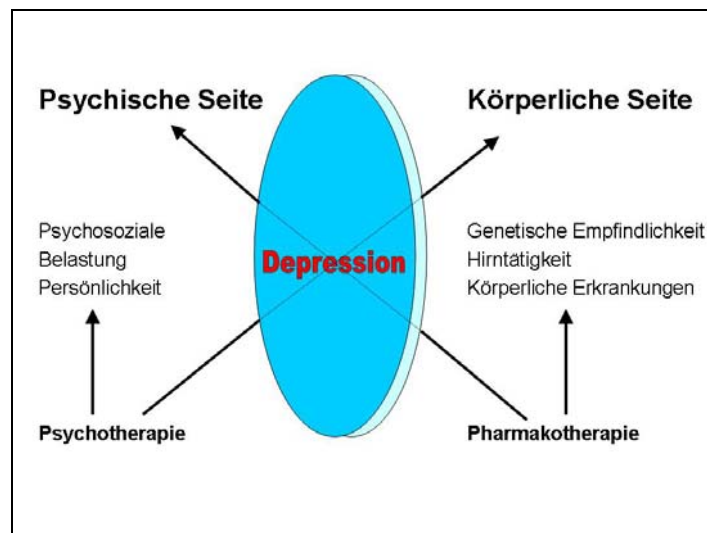 Psychische Seite
Körperliche Seite
Psychosoziale
Belastung
Persönlichkeit
Depression
Genetische Empfindlichkeit
Hirntätigkeit
Körperliche Erkrankungen
Psychotherapie
Pharmakotherapie